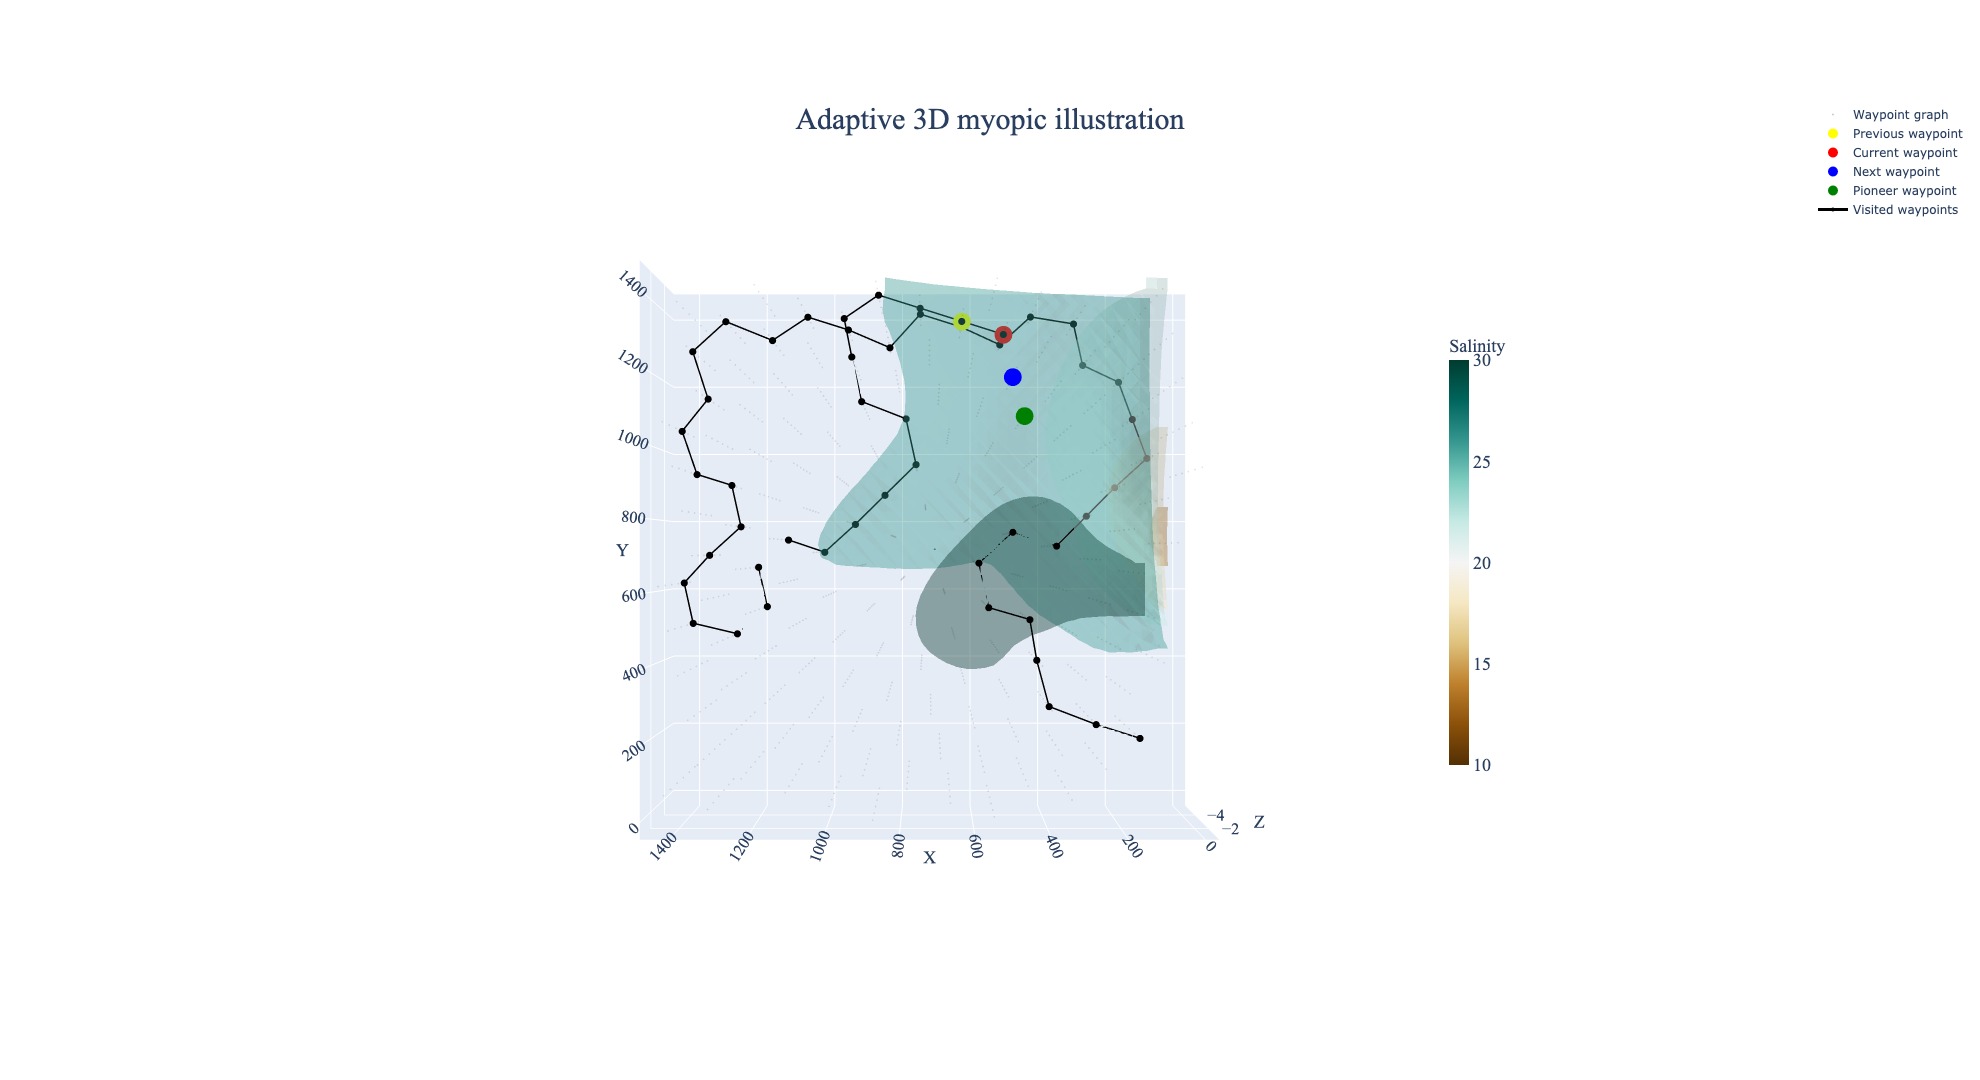 Adaptive 3D myopic illustration
Waypoint graph
Previous waypoint
Current waypoint
Next waypoint
Pioneer waypoint
Visited waypoints
1400
1200
1000
800
Y
600
400
200
0
1400
1200
1000
800
X
600
400
200
0
−4
−2
Z
Salinity
30
25
20
15
10